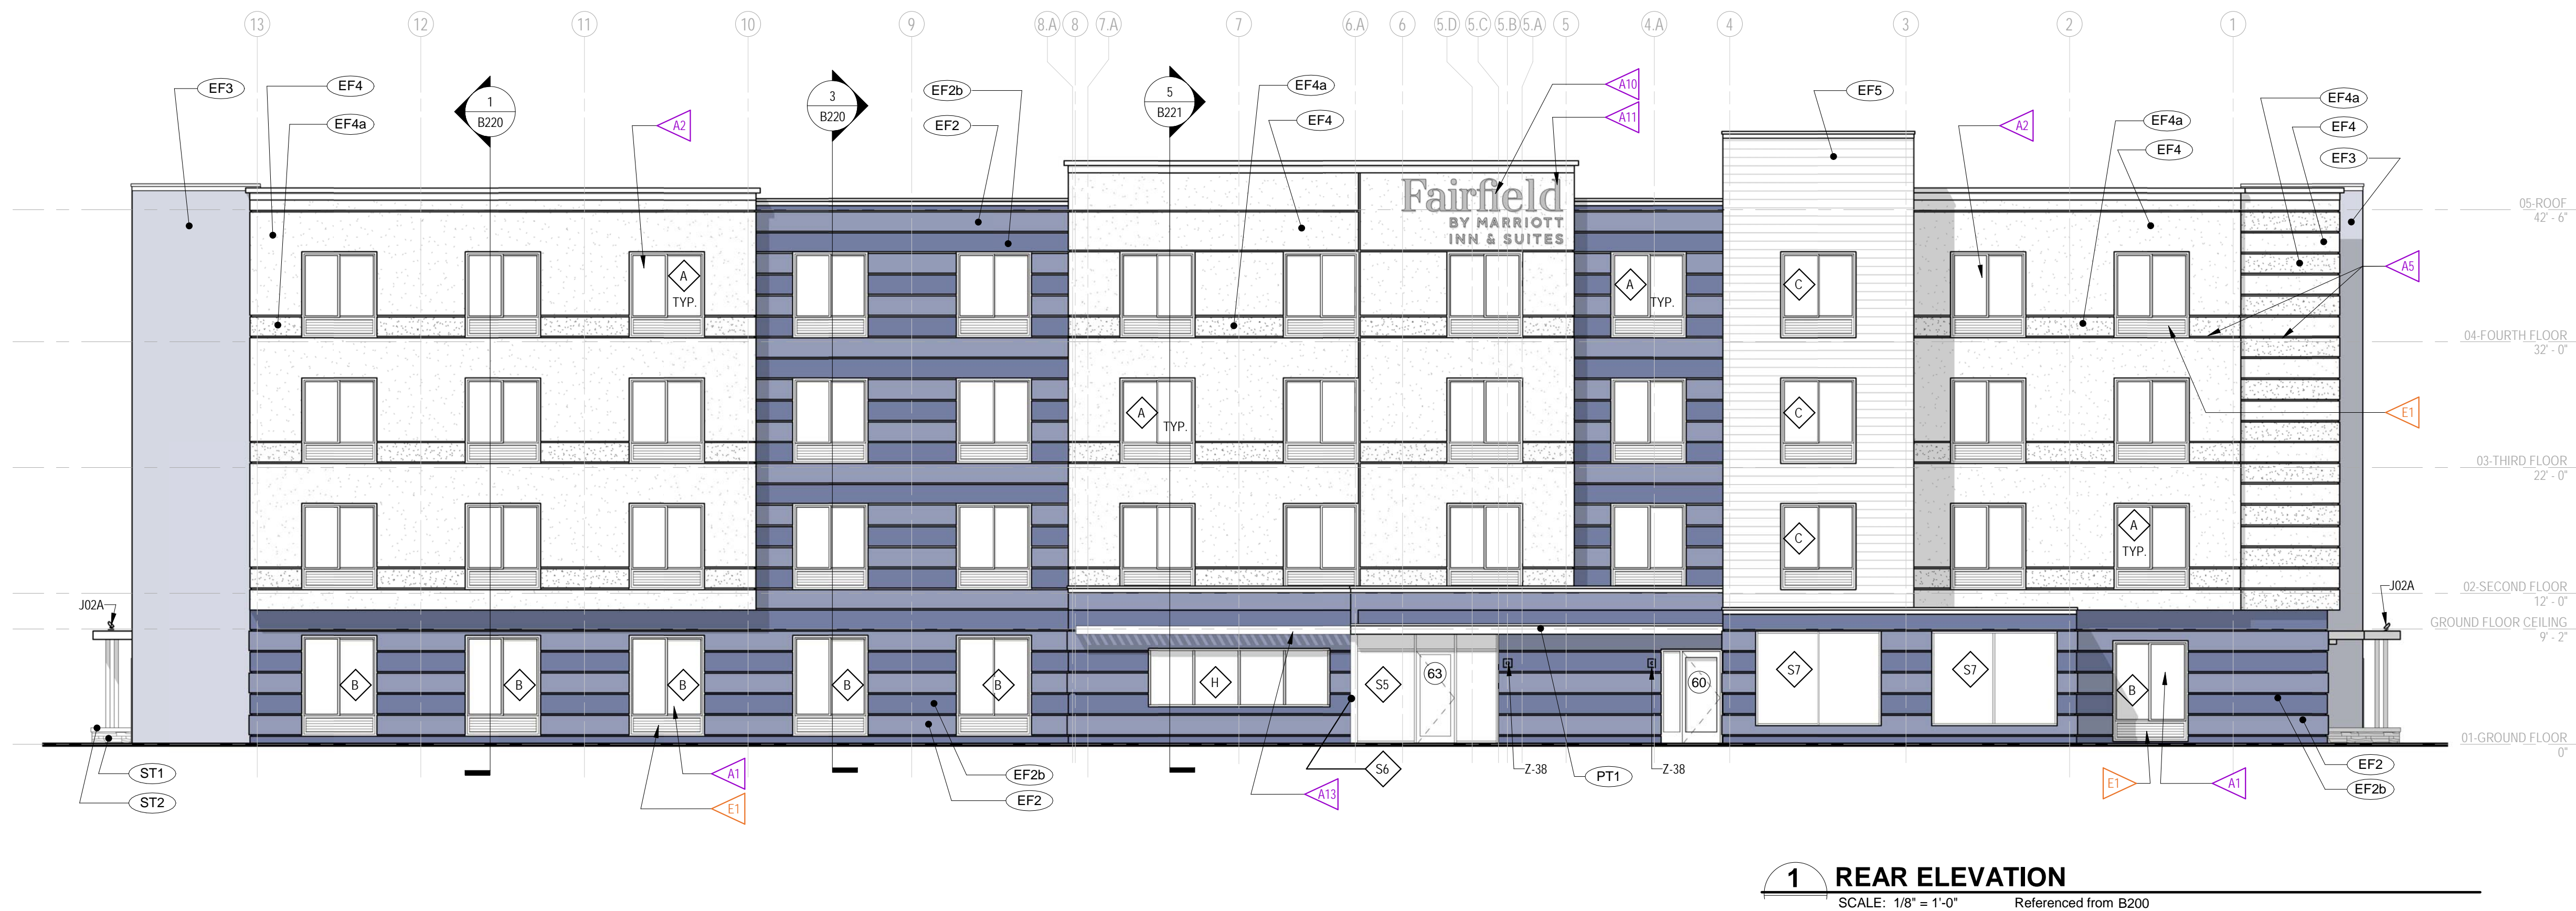 13
12
11
10
9
8.A
8
7.A
7
6.A
6
5.D
5.C
5.B
5.A
5
4.A
4
3
2
1
EF3
EF4
EF4a
1
B220
A2
3
B220
EF2b
EF2
5
B221
EF4a
EF4
A10
A11
EF5
A2
EF4a
EF4
EF4a
EF4
EF3
Fairfield
BY MARRIOTT
INN & SUITES
05-ROOF
42' - 6"
A5
A
TYP.
A
TYP.
C
04-FOURTH FLOOR
32' - 0"
A
TYP.
C
E1
03-THIRD FLOOR
22' - 0"
C
A
TYP.
J02A
J02A
02-SECOND FLOOR
12' - 0"
GROUND FLOOR CEILING
9' - 2"
B
B
B
B
B
H
S5
63
60
S7
S7
B
01-GROUND FLOOR
0"
ST1
ST2
A1
E1
EF2b
EF2
A13
S6
Z-38
PT1
Z-38
E1
A1
EF2
EF2b
1
REAR ELEVATION
SCALE: 1/8" = 1'-0"
Referenced from B200